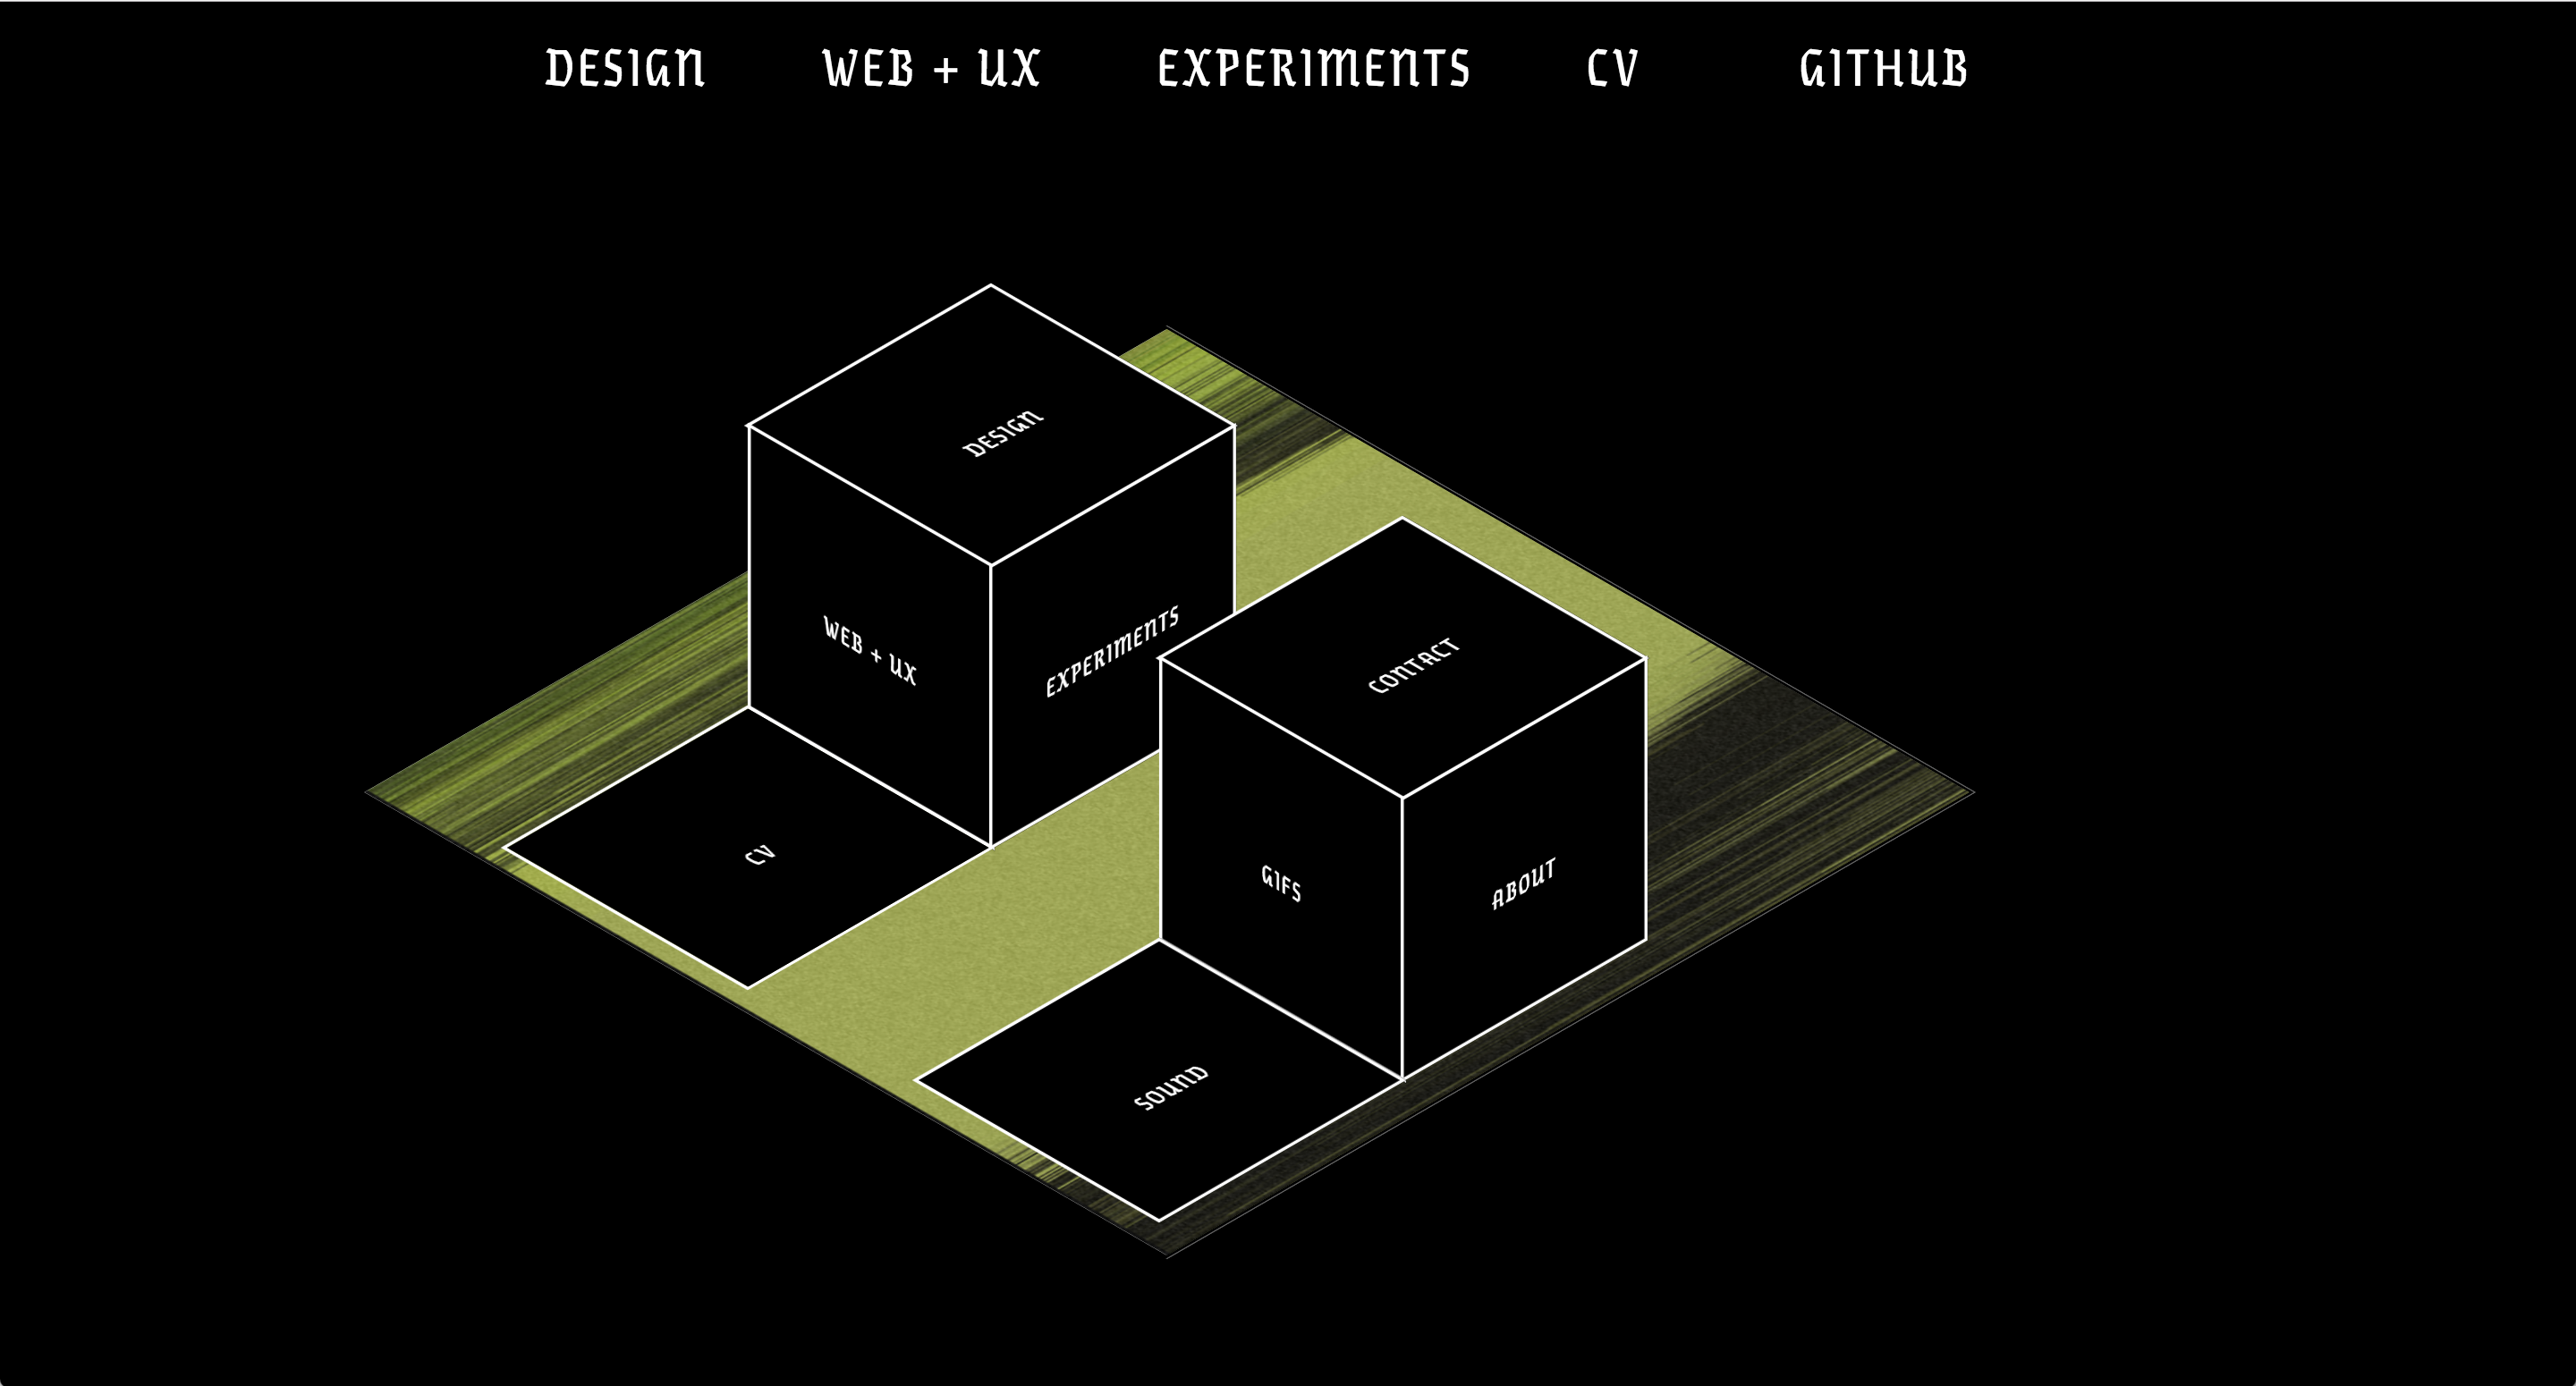 DESIGN WEB + UX EXPERIMENTS CV GITHUB
DESIGN
WEB + UX
EXPERIMENTS
CONTACT
CV
GIFS
ABOUT
SOUND